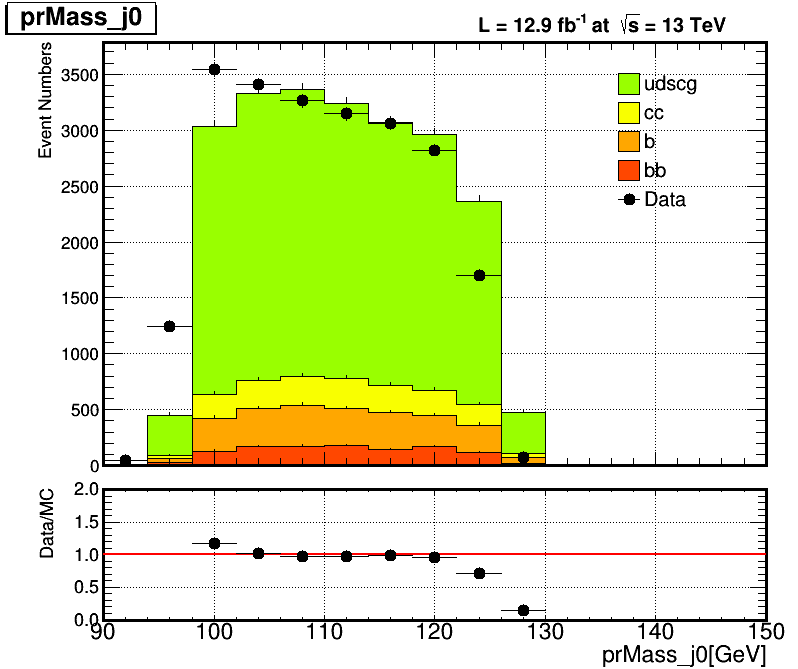 prMass_j0
L = 12.9 fb⁻¹ at √s = 13 TeV
Event Numbers
3500
3000
2500
2000
1500
1000
500
0
udscg
cc
b
bb
Data
Data/MC
2.0
1.5
1.0
0.5
0.0
90 100 110 120 130 140 150
prMass_j0[GeV]